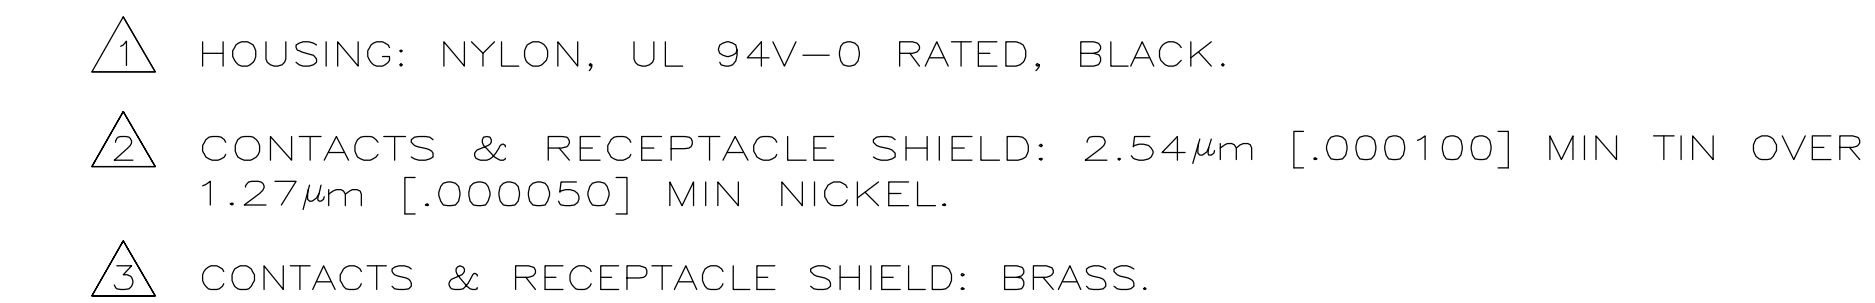 1 HOUSING: NYLON, UL 94V-0 RATED, BLACK.
2 CONTACTS & RECEPTACLE SHIELD: 2.54μm [.000100] MIN TIN OVER
1.27μm [.000050] MIN NICKEL.
3 CONTACTS & RECEPTACLE SHIELD: BRASS.